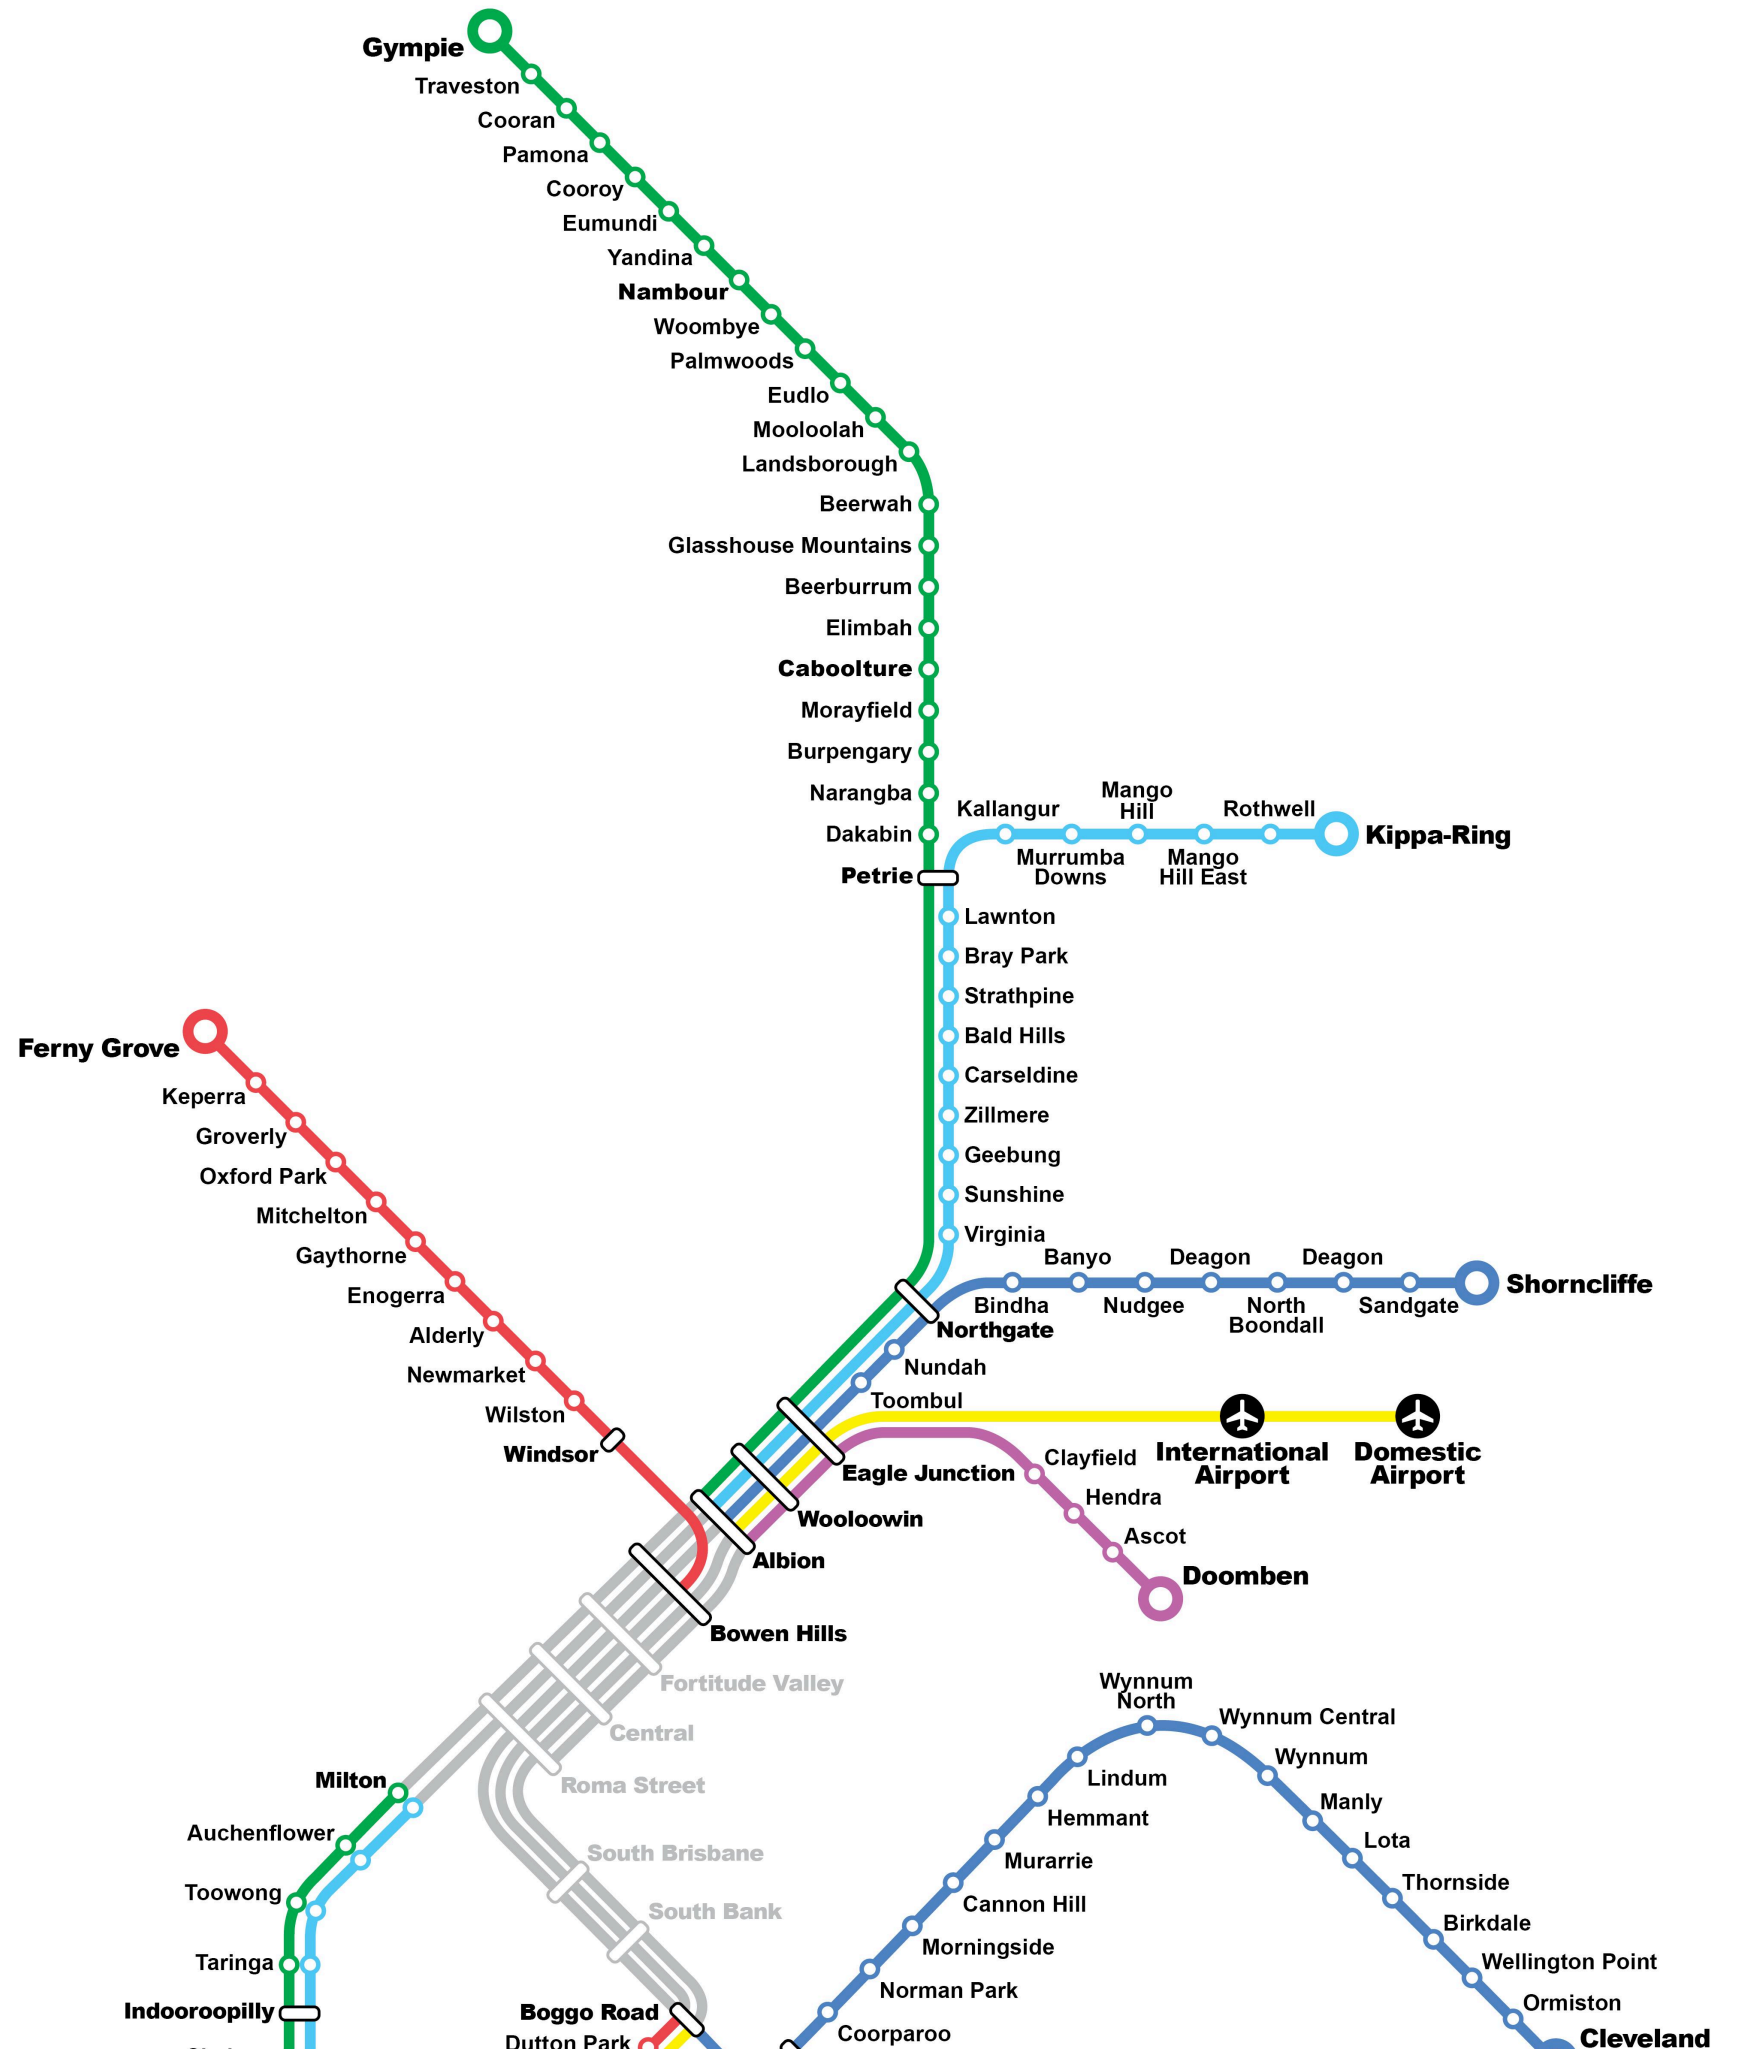 Gympie
Traveston
Cooran
Pamona
Cooroy
Eumundi
Yandina
Nambour
Woombye
Palmwoods
Eudlo
Mooloolah
Landsborough
Beerwah
Glasshouse Mountains
Beerburrum
Elimbah
Caboolture
Morayfield
Burpengary
Narangba
Dakabin
Petrie
Kallangur
Murrumba
Downs
Mango
Hill
Mango
Hill East
Rothwell
Kippa-Ring
Lawnton
Bray Park
Strathpine
Bald Hills
Carseldine
Zillmere
Geebung
Sunshine
Virginia
Ferny Grove
Keperra
Groverly
Oxford Park
Mitchelton
Gaythorne
Enogerra
Alderly
Newmarket
Wilston
Windsor
Bindha
Banyo
Nudgee
Deagon
North
Boondall
Deagon
Sandgate
Shorncliffe
Northgate
Nundah
Toombul
International
Airport
Domestic
Airport
Eagle Junction
Clayfield
Hendra
Ascot
Doomben
Wooloowin
Albion
Bowen Hills
Fortitude Valley
Central
Roma Street
South Brisbane
South Bank
Milton
Auchenflower
Toowong
Taringa
Indooroopilly
Boggo Road
Dutton Park
Wynnum
North
Wynnum Central
Wynnum
Manly
Lota
Thornside
Birkdale
Wellington Point
Ormiston
Cleveland
Lindum
Hemmant
Murarrie
Cannon Hill
Morningside
Norman Park
Coorparoo